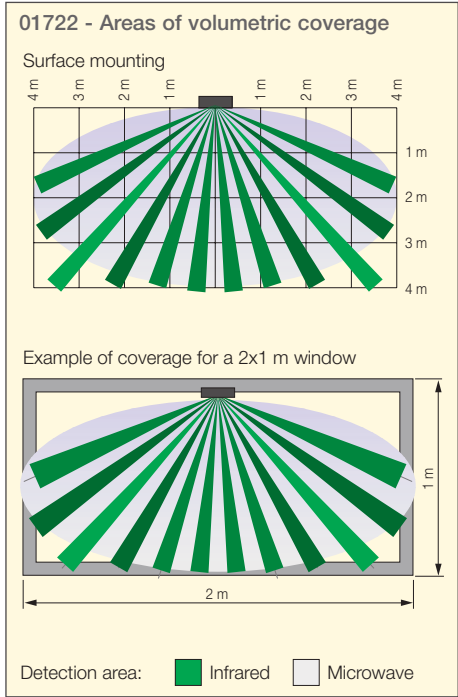 01722 - Areas of volumetric coverage
Surface mounting
4 m 3 m 2 m 1 m 1 m 2 m 3 m 4 m
1 m
2 m
3 m
4 m
Example of coverage for a 2x1 m window
1 m
2 m
Detection area: Infrared Microwave